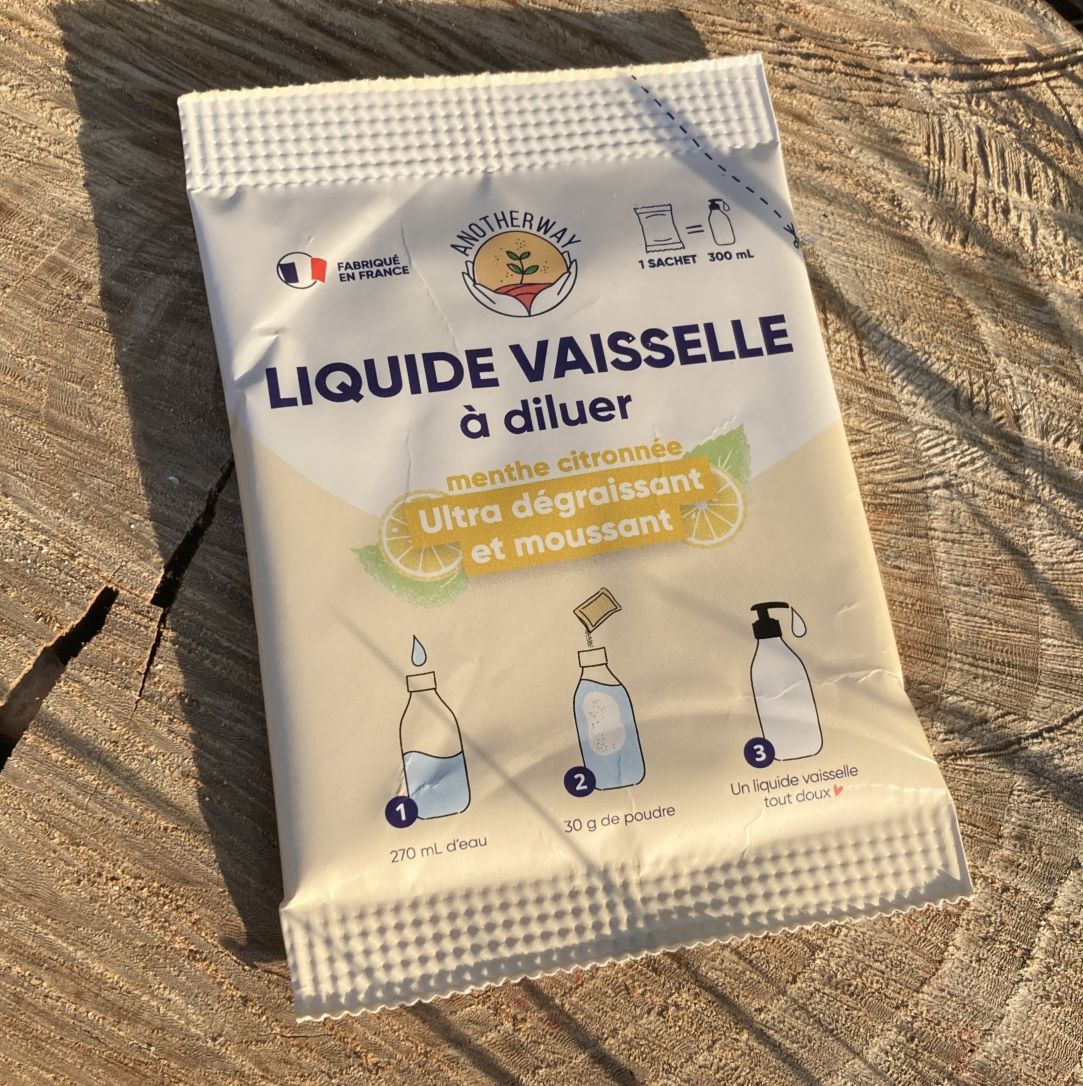 ANOTHERWAY
FABRIQUÉ
EN FRANCE
=
1 SACHET 300 mL
LIQUIDE VAISSELLE
à diluer
menthe citronnée
Ultra dégraissant
et moussant
1
270 mL d'eau
2
30 g de poudre
3
Un liquide vaisselle
tout doux